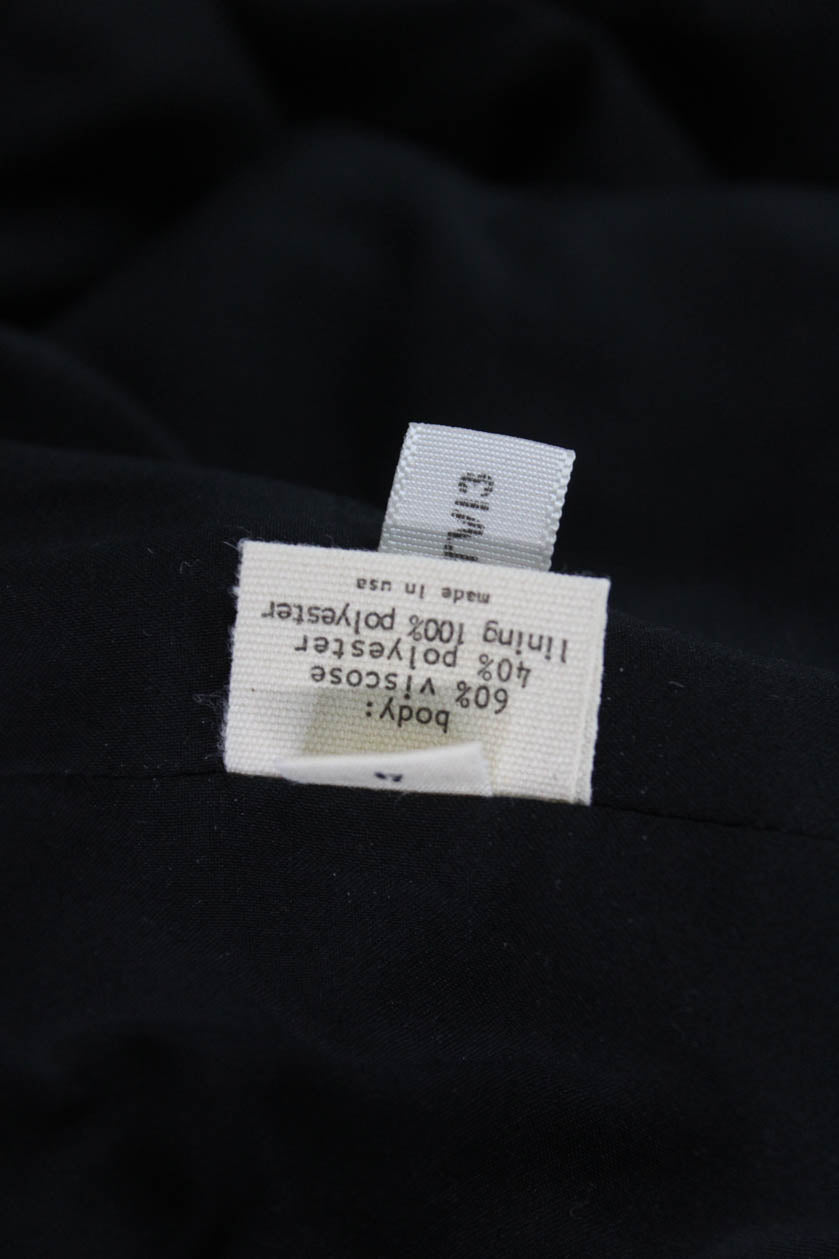 body:
60% viscose
40% polyester
lining 100% polyester
made in usa